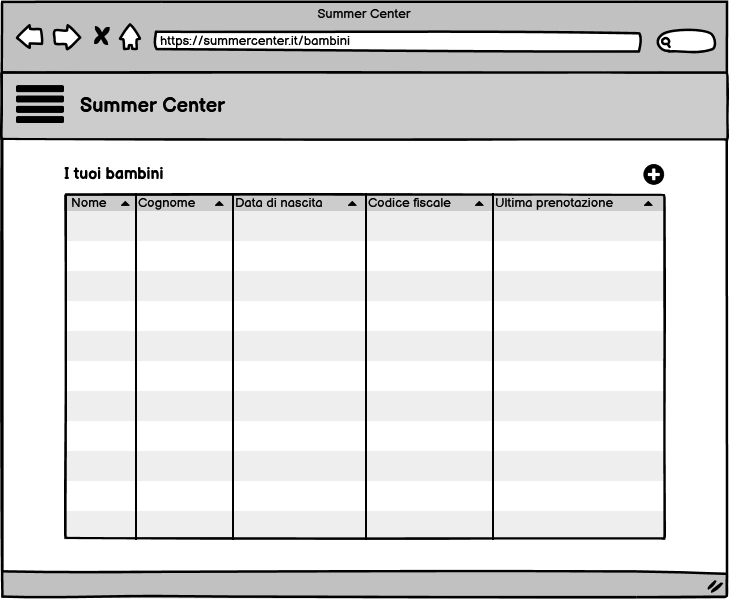 Summer Center
https://summercenter.it/bambini
Summer Center
I tuoi bambini
Nome Cognome Data di nascita Codice fiscale Ultima prenotazione